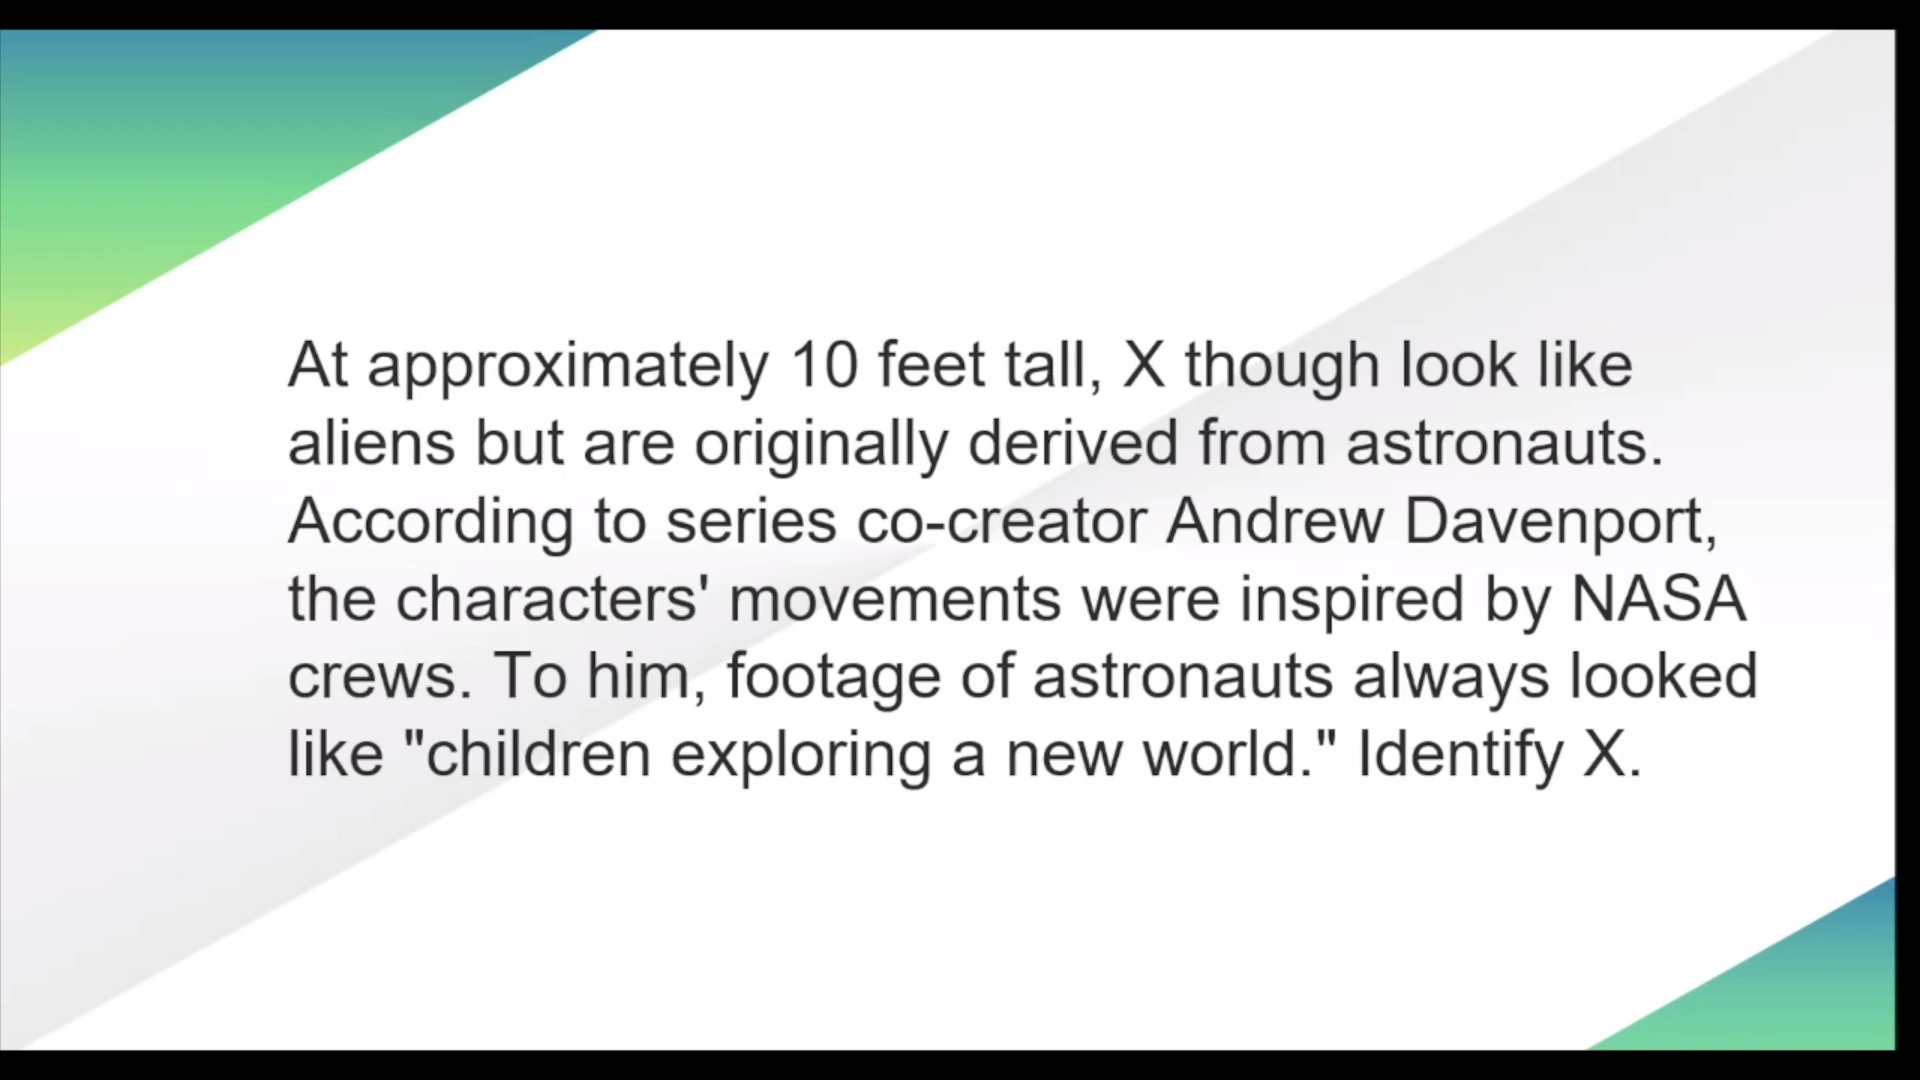 At approximately 10 feet tall, X though look like
aliens but are originally derived from astronauts.
According to series co-creator Andrew Davenport,
the characters' movements were inspired by NASA
crews. To him, footage of astronauts always looked
like "children exploring a new world." Identify X.